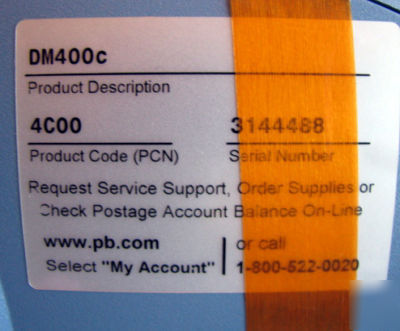 DM400c
Product Description
4C00 3144488
Product Code (PCN) Serial Number
Request Service Support, Order Supplies or
Check Postage Account Balance On-Line
www.pb.com or call
Select "My Account" 1-800-522-0020